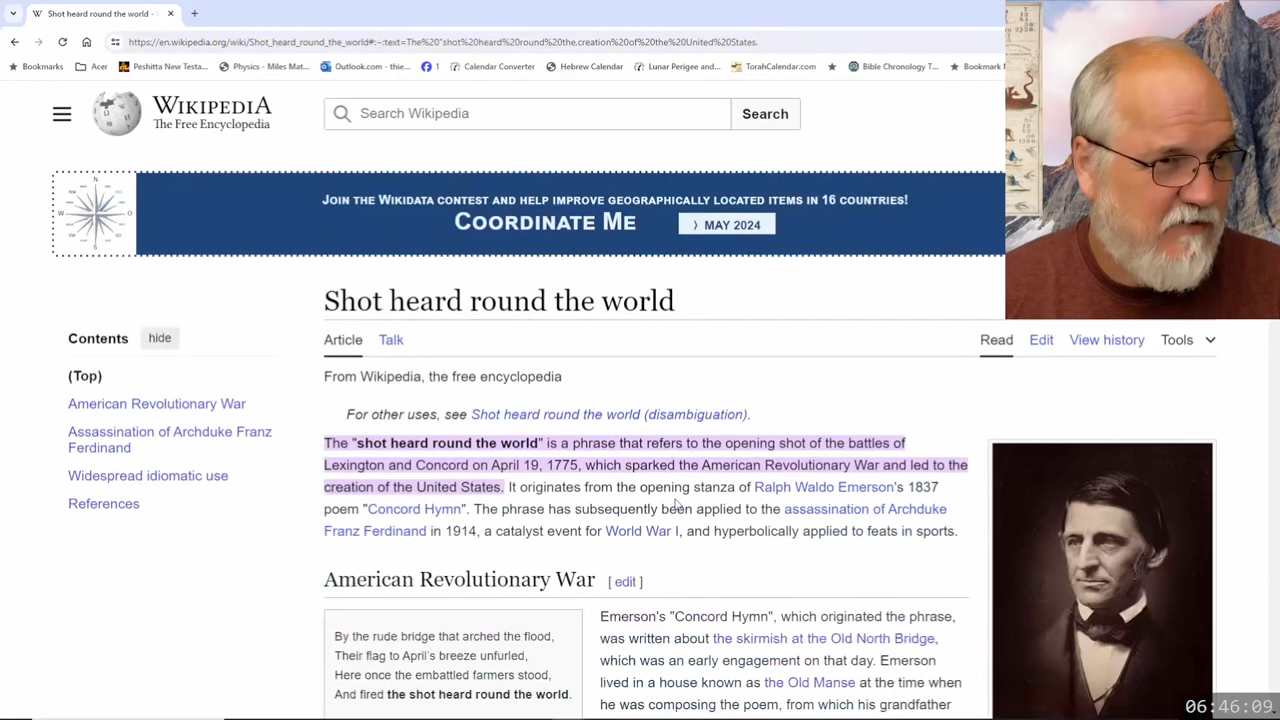 Shot heard round the world -
https://en.wikipedia.org/wiki/Shot_heard_round_the_world#:~:text=The%20"shot%20heard%20round%20the,creation%20of%20the%20United%20States.
Bookmarks Acer Peshitta New Testa... Physics - Miles Mat... Outlook.com - thie... 1 Calendar Converter Hebrew Calendar Lunar Perigee and... TorahCalendar.com Bible Chronology T... Bookmark
WIKIPEDIA
The Free Encyclopedia
Search Wikipedia
Search
N
W O
S
JOIN THE WIKIDATA CONTEST AND HELP IMPROVE GEOGRAPHICALLY LOCATED ITEMS IN 16 COUNTRIES!
COORDINATE ME
⟩ MAY 2024
Shot heard round the world
Contents hide
(Top)
American Revolutionary War
Assassination of Archduke Franz
Ferdinand
Widespread idiomatic use
References
Article Talk
Read Edit View history Tools
From Wikipedia, the free encyclopedia
For other uses, see Shot heard round the world (disambiguation).
The "shot heard round the world" is a phrase that refers to the opening shot of the battles of
Lexington and Concord on April 19, 1775, which sparked the American Revolutionary War and led to the
creation of the United States. It originates from the opening stanza of Ralph Waldo Emerson's 1837
poem "Concord Hymn". The phrase has subsequently been applied to the assassination of Archduke
Franz Ferdinand in 1914, a catalyst event for World War I, and hyperbolically applied to feats in sports.
American Revolutionary War [ edit ]
By the rude bridge that arched the flood,
Their flag to April's breeze unfurled,
Here once the embattled farmers stood,
And fired the shot heard round the world.
Emerson's "Concord Hymn", which originated the phrase,
was written about the skirmish at the Old North Bridge,
which was an early engagement on that day. Emerson
lived in a house known as the Old Manse at the time when
he was composing the poem, from which his grandfather
06:46:09